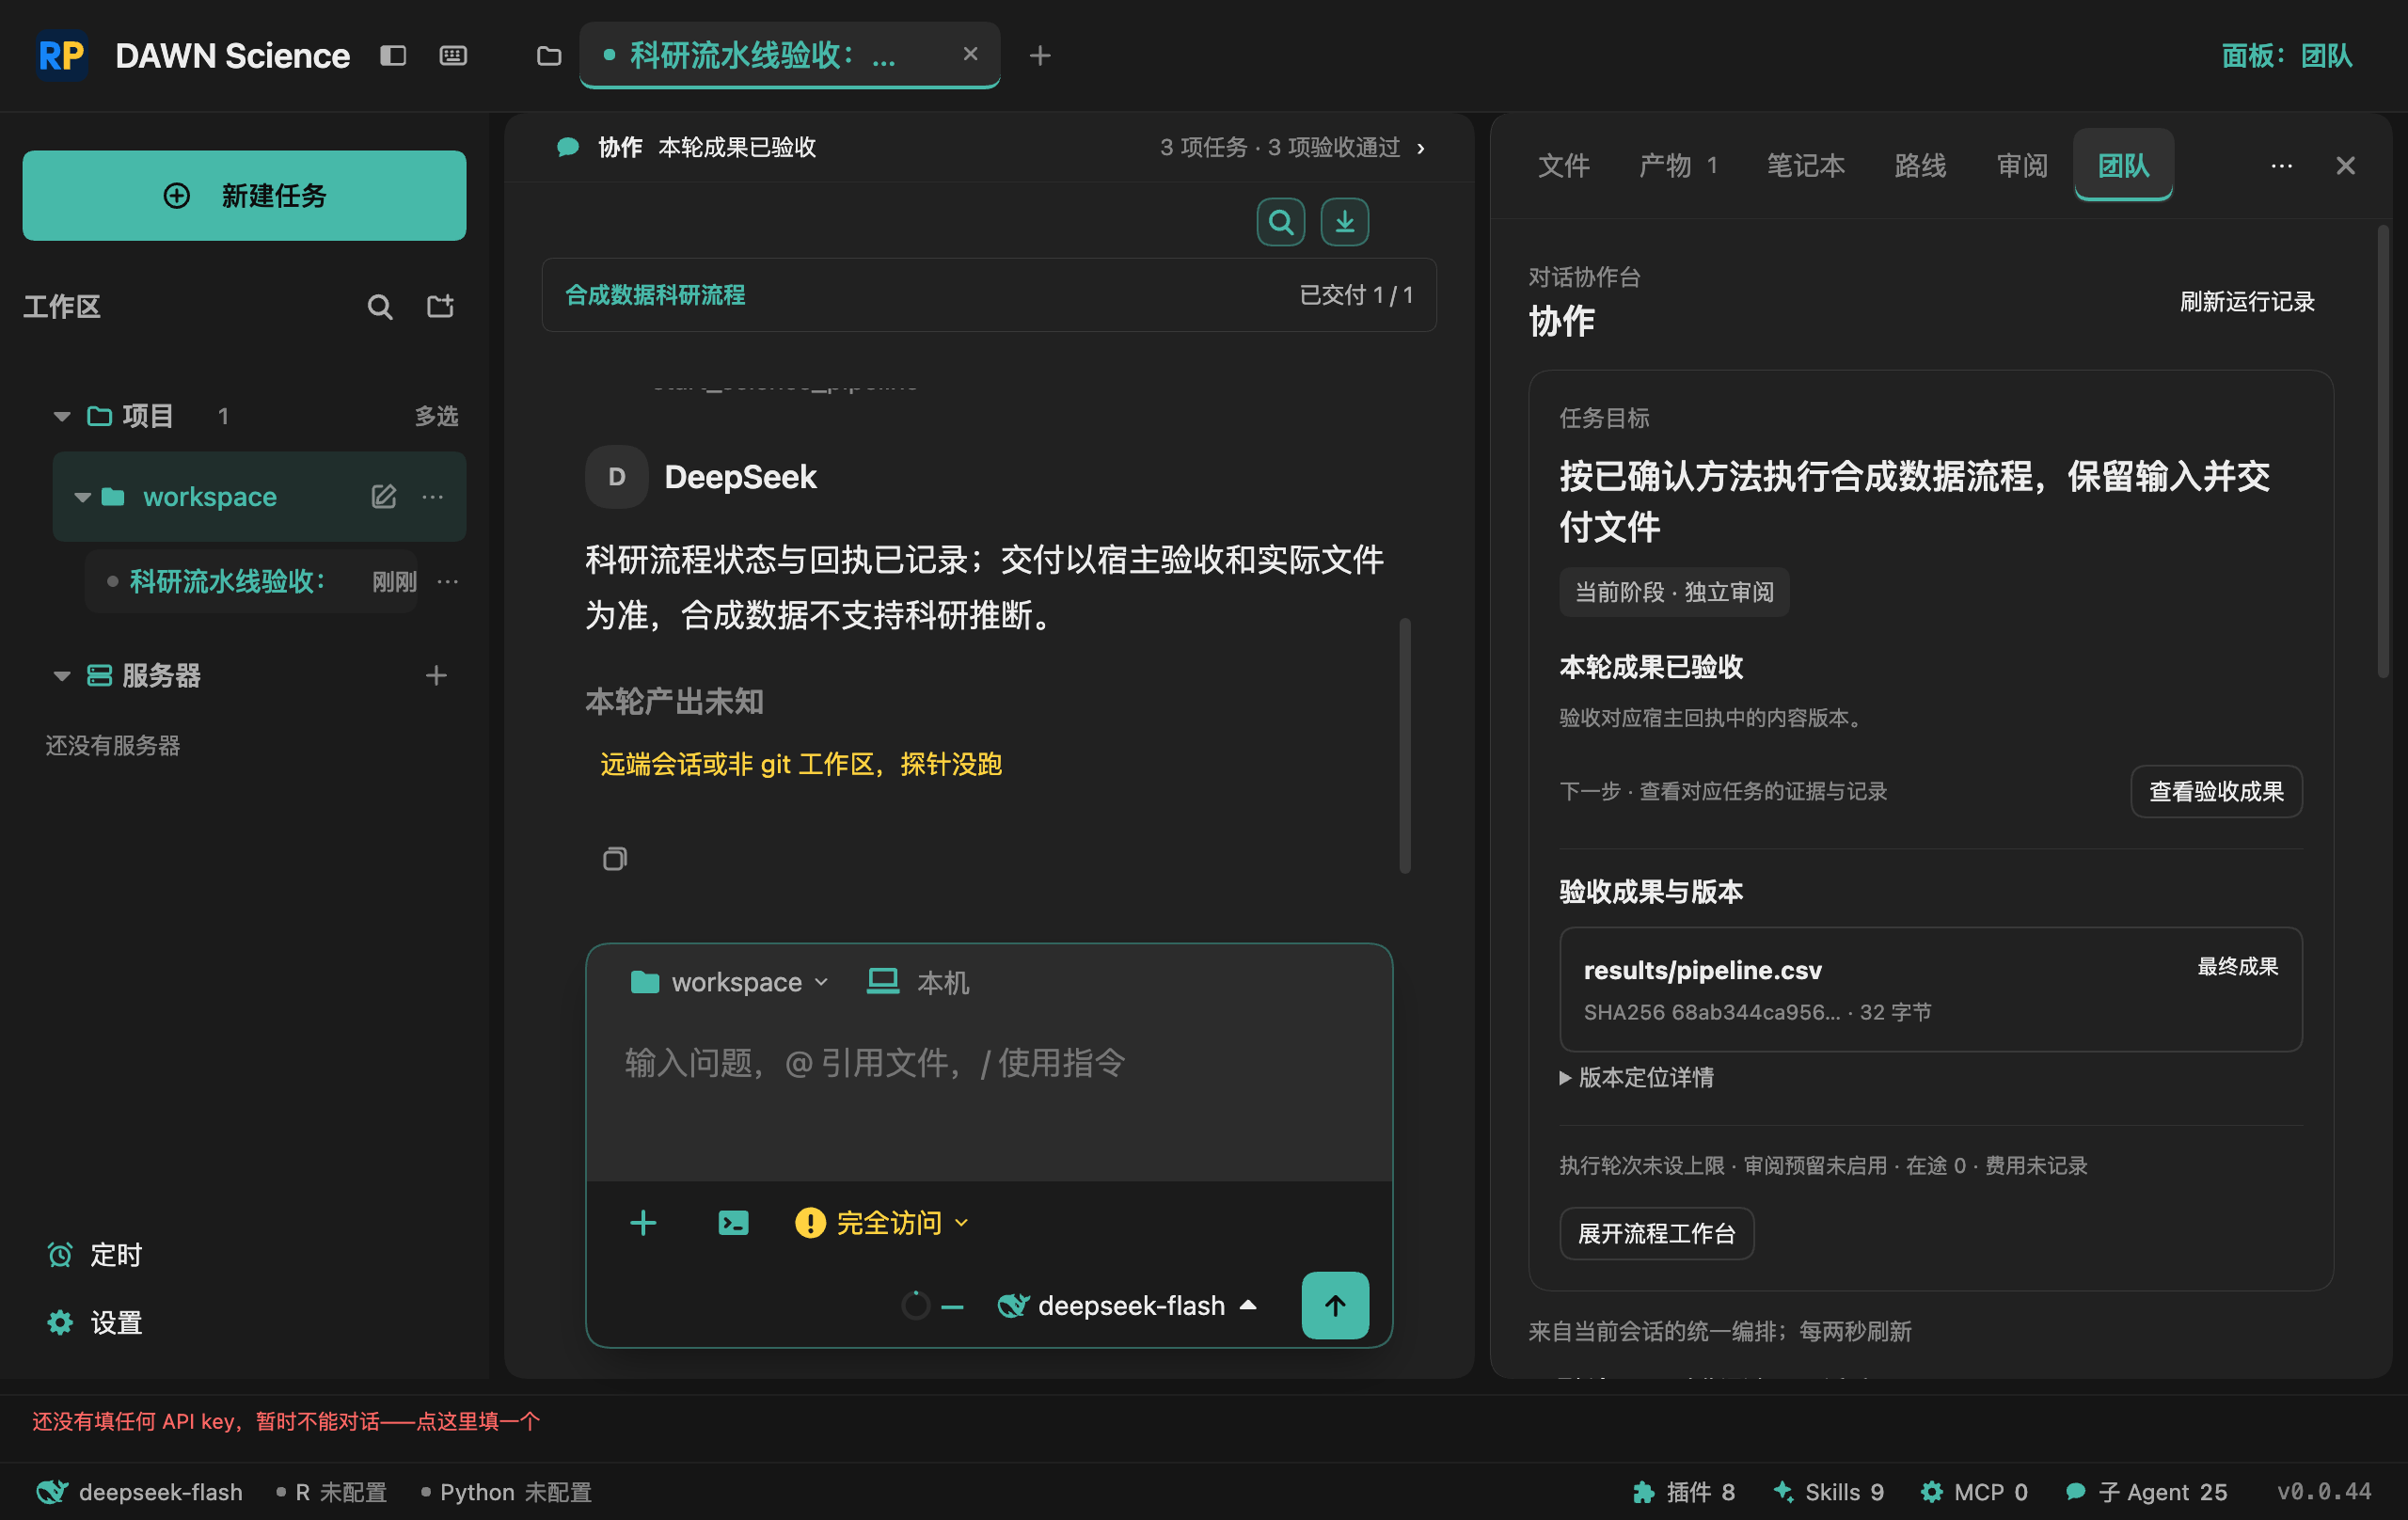 RP DAWN Science
科研流水线验收：...
面板：团队
新建任务
工作区
项目 1 多选
workspace
科研流水线验收： 刚刚
服务器
还没有服务器
定时
设置
协作 本轮成果已验收 3 项任务 · 3 项验收通过 ›
合成数据科研流程 已交付 1 / 1
start_science_pipeline
D DeepSeek
科研流程状态与回执已记录；交付以宿主验收和实际文件
为准，合成数据不支持科研推断。
本轮产出未知
远端会话或非 git 工作区，探针没跑
workspace 本机
输入问题，@ 引用文件，/ 使用指令
完全访问
deepseek-flash
文件 产物 1 笔记本 路线 审阅 团队
对话协作台
协作
刷新运行记录
任务目标
按已确认方法执行合成数据流程，保留输入并交
付文件
当前阶段 · 独立审阅
本轮成果已验收
验收对应宿主回执中的内容版本。
下一步 · 查看对应任务的证据与记录 查看验收成果
验收成果与版本
results/pipeline.csv 最终成果
SHA256 68ab344ca956... · 32 字节
版本定位详情
执行轮次未设上限 · 审阅预留未启用 · 在途 0 · 费用未记录
展开流程工作台
来自当前会话的统一编排；每两秒刷新
还没有填任何 API key，暂时不能对话——点这里填一个
deepseek-flash R 未配置 Python 未配置
插件 8 Skills 9 MCP 0 子 Agent 25 v0.0.44